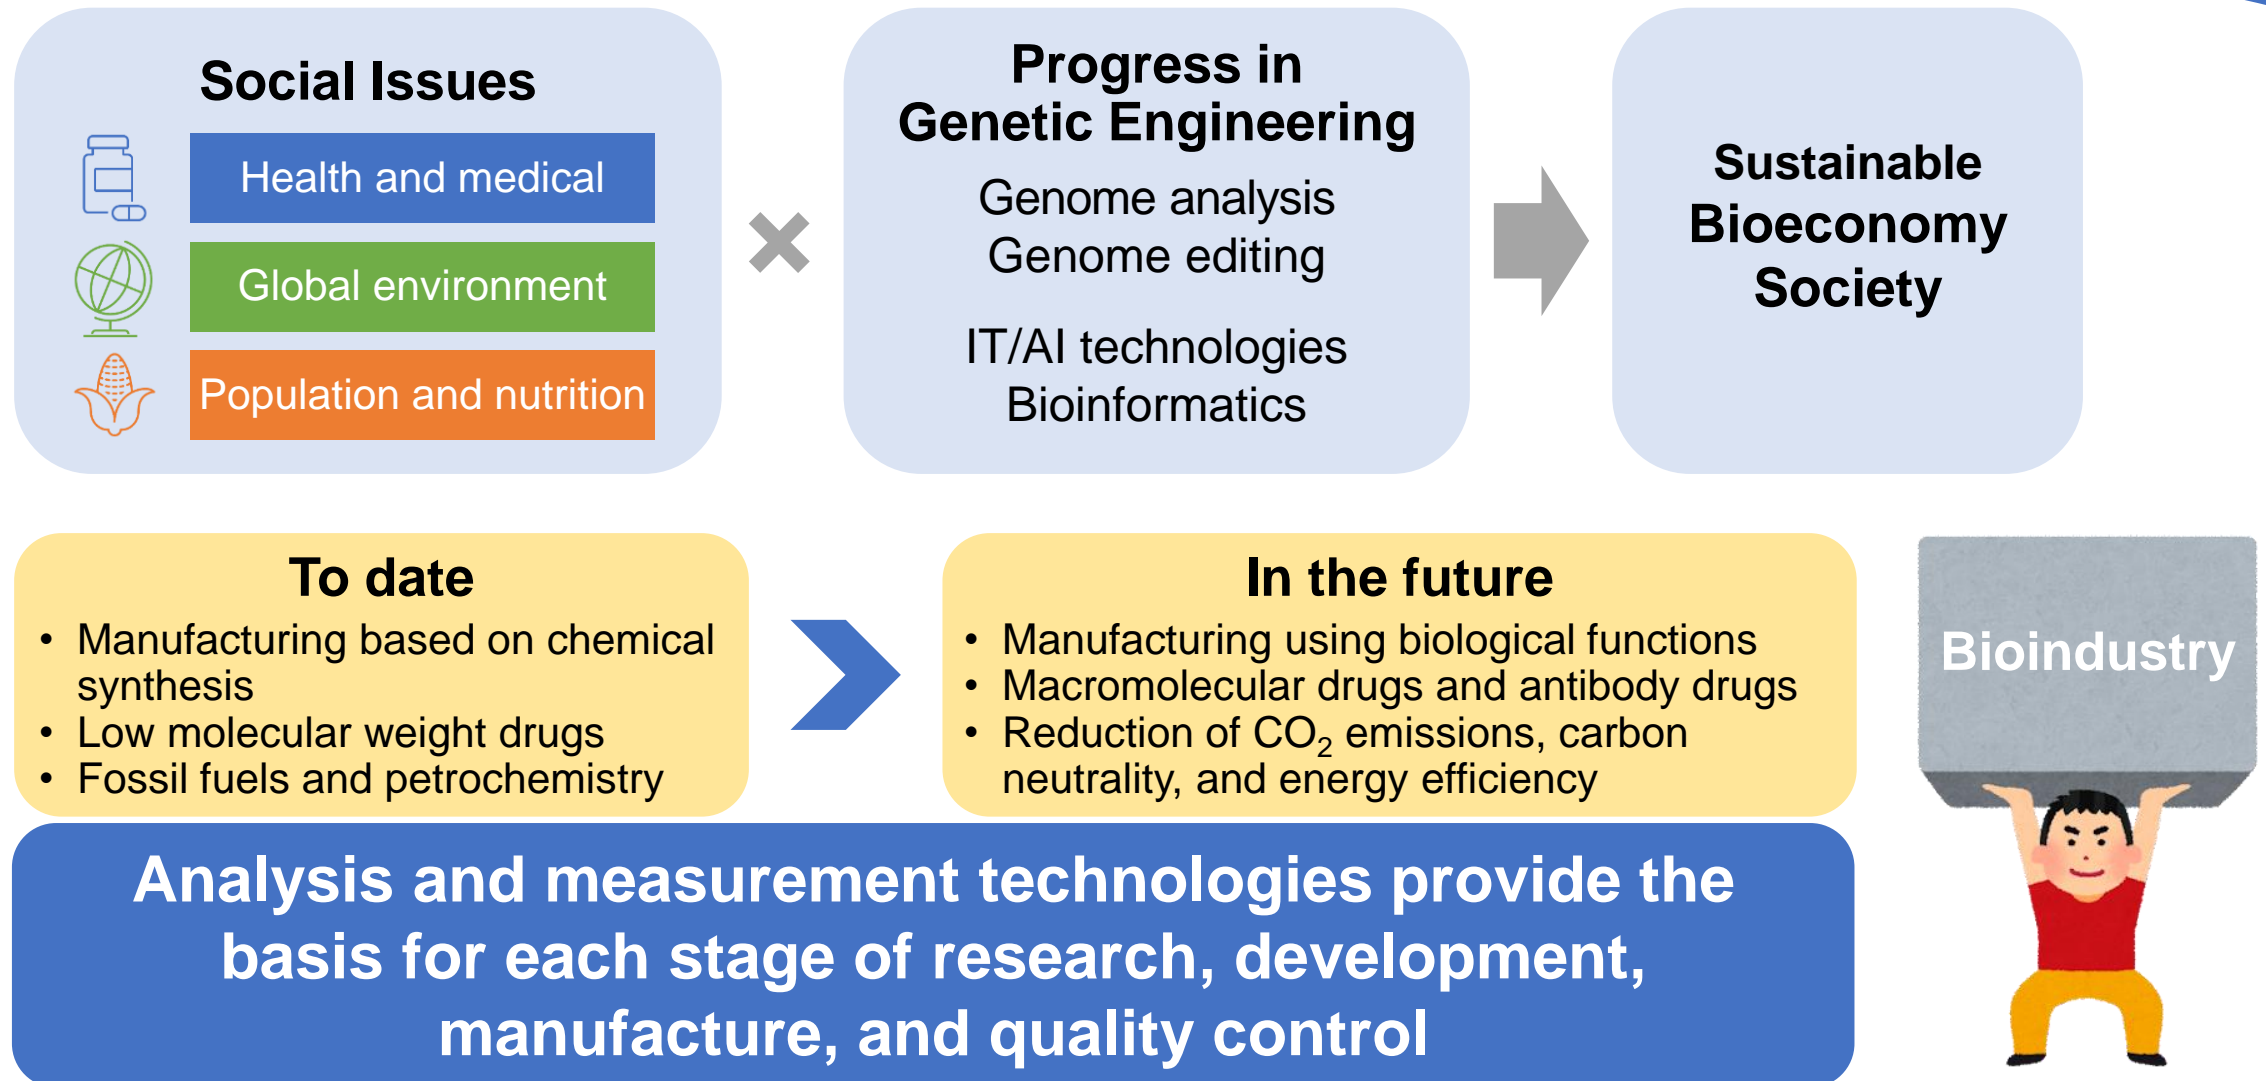 Social Issues
Health and medical
Global environment
Population and nutrition
Progress in
Genetic Engineering
Genome analysis
Genome editing
IT/AI technologies
Bioinformatics
Sustainable
Bioeconomy
Society
To date
• Manufacturing based on chemical
synthesis
• Low molecular weight drugs
• Fossil fuels and petrochemistry
In the future
• Manufacturing using biological functions
• Macromolecular drugs and antibody drugs
• Reduction of CO₂ emissions, carbon
neutrality, and energy efficiency
Bioindustry
Analysis and measurement technologies provide the
basis for each stage of research, development,
manufacture, and quality control